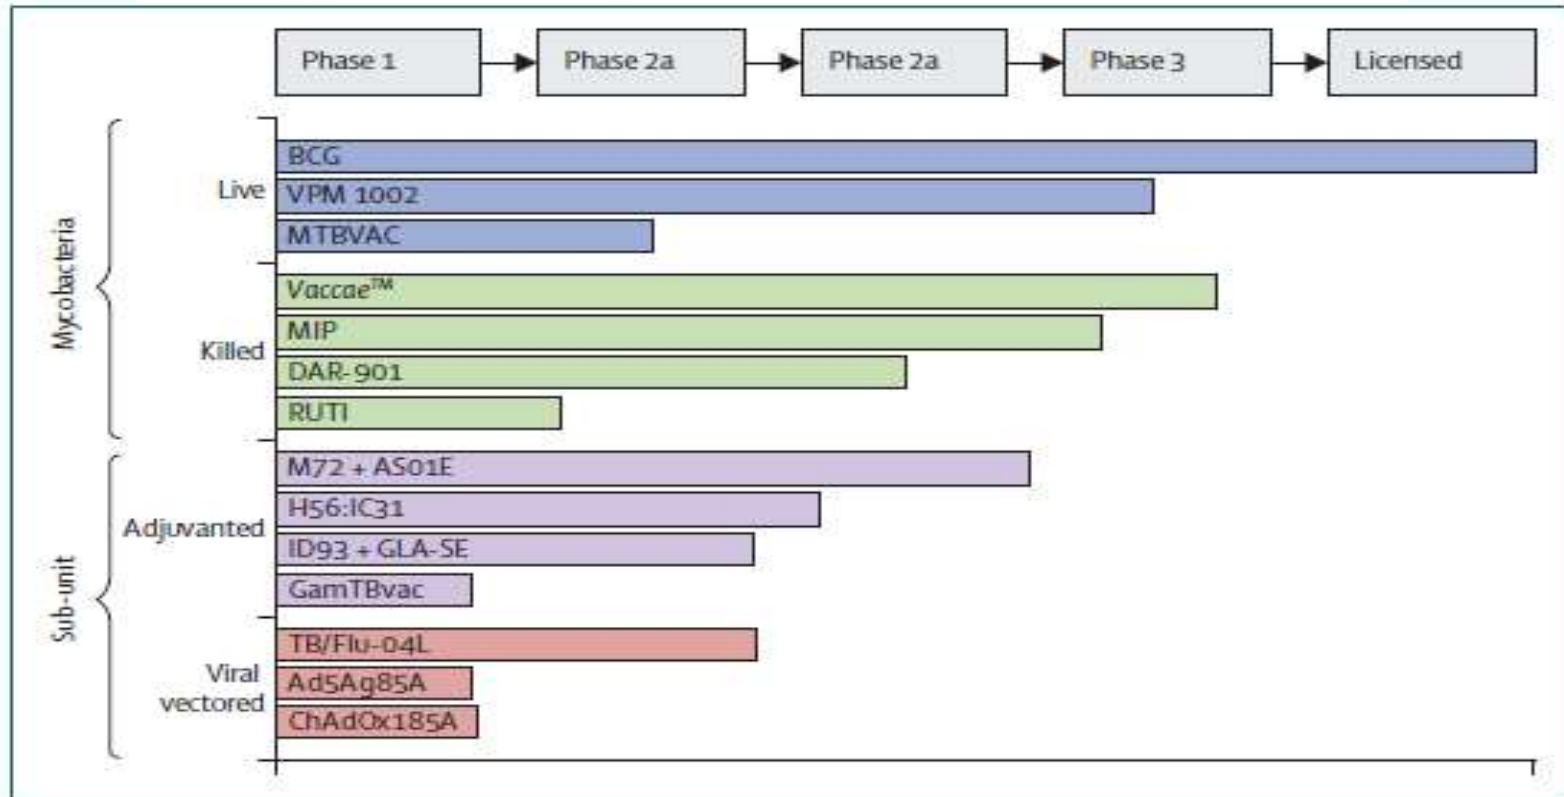 Phase 1
Phase 2a
Phase 2a
Phase 3
Licensed
Mycobacteria
Live
BCG
VPM 1002
MTBVAC
Killed
Vaccae™
MIP
DAR-901
RUTI
Sub-unit
Adjuvanted
M72 + AS01E
H56:IC31
ID93 + GLA-SE
GamTBvac
Viral
vectored
TB/Flu-04L
Ad5Ag85A
ChAdOx185A